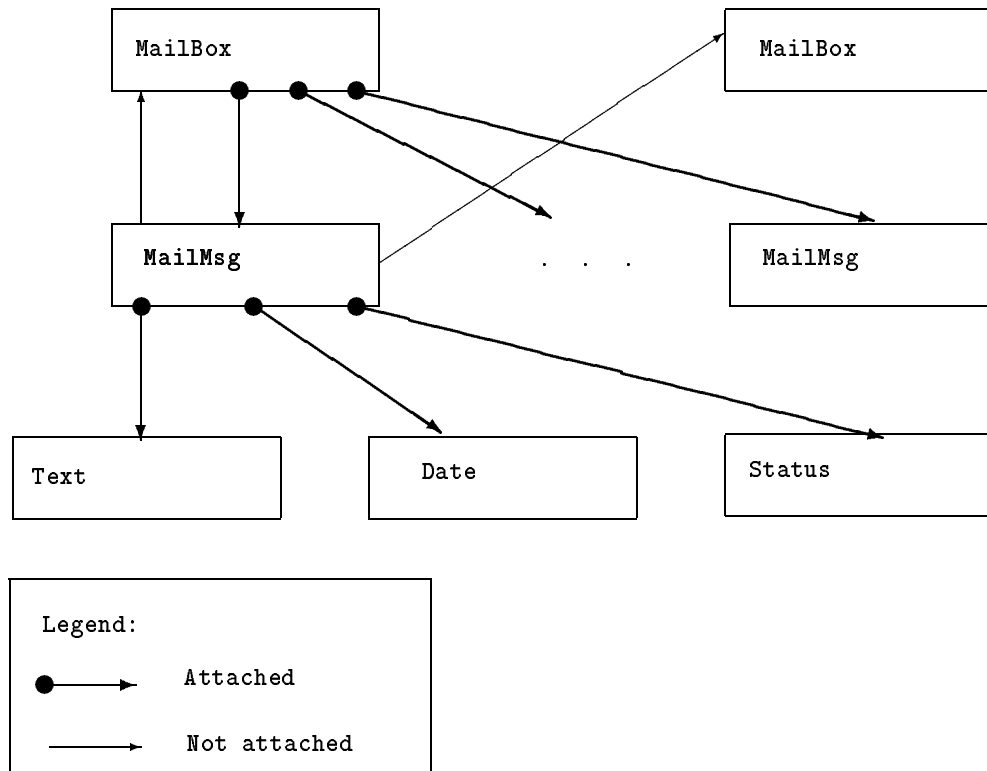 MailBox
MailBox
MailMsg
. . .
MailMsg
Text
Date
Status
Legend:
Attached
Not attached